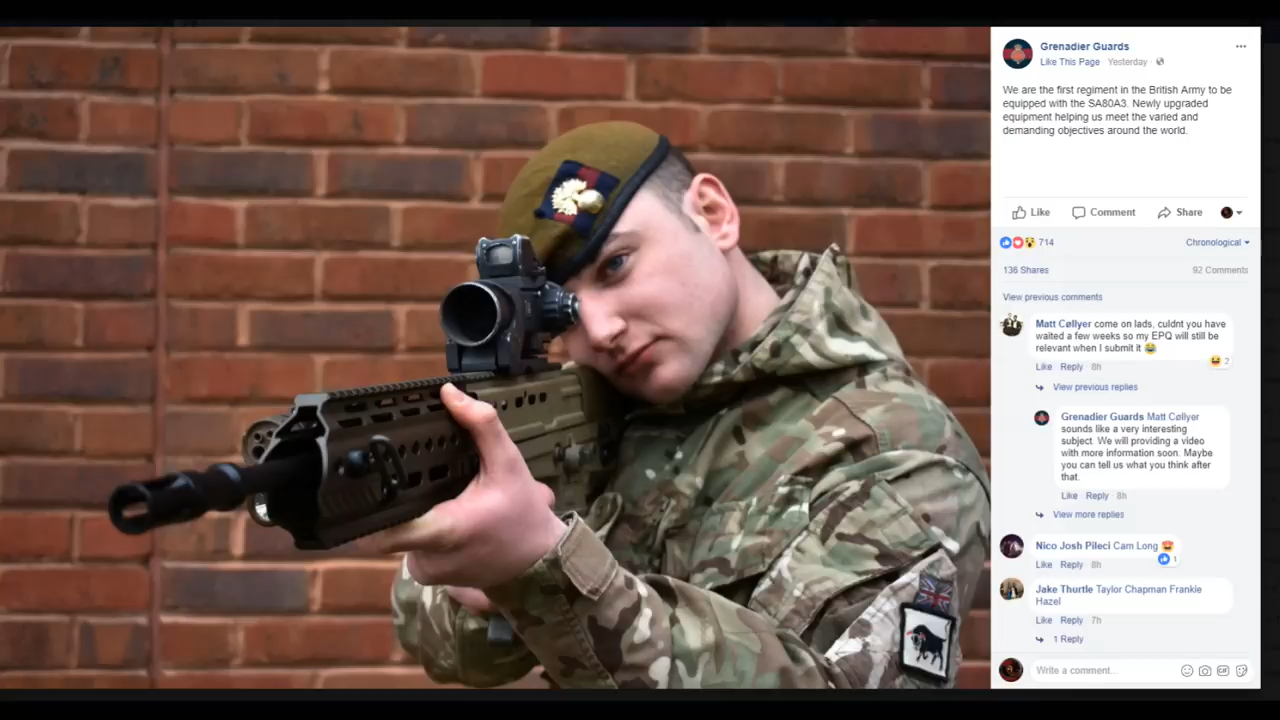 Grenadier Guards
Like This Page Yesterday
We are the first regiment in the British Army to be
equipped with the SA80A3. Newly upgraded
equipment helping us meet the varied and
demanding objectives around the world.
Like Comment Share
714 Chronological
136 Shares 92 Comments
View previous comments
Matt Cøllyer come on lads, culdnt you have
waited a few weeks so my EPQ will still be
relevant when I submit it
2
Like Reply 8h
View previous replies
Grenadier Guards Matt Cøllyer
sounds like a very interesting
subject. We will providing a video
with more information soon. Maybe
you can tell us what you think after
that.
Like Reply 8h
View more replies
Nico Josh Pileci Cam Long
1
Like Reply 8h
Jake Thurtle Taylor Chapman Frankie
Hazel
Like Reply 7h
1 Reply
Write a comment...
GIF